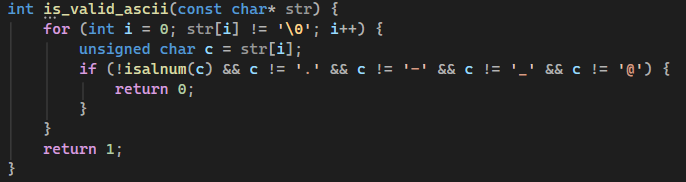 int is_valid_ascii(const char* str) {
    for (int i = 0; str[i] != '\0'; i++) {
        unsigned char c = str[i];
        if (!isalnum(c) && c != '.' && c != '-' && c != '_' && c != '@') {
            return 0;
        }
    }
    return 1;
}